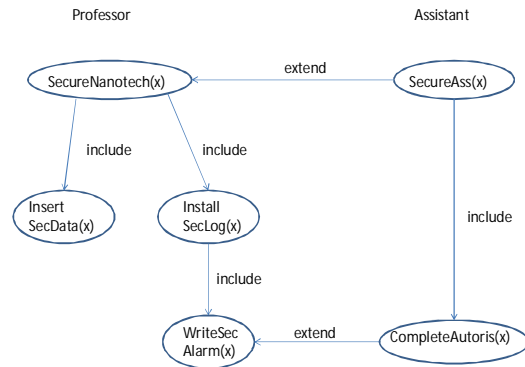 Professor
Assistant
extend
SecureNanotech(x)
SecureAss(x)
include
include
Insert
SecData(x)
Install
SecLog(x)
include
include
WriteSec
Alarm(x)
extend
CompleteAutoris(x)